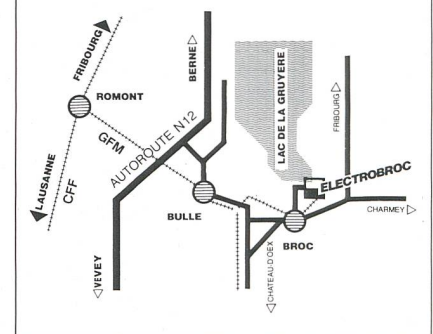 FRIBOURG
ROMONT
LAUSANNE
CFF
GFM
AUTOROUTE N12
BERNE
LAC DE LA GRUYERE
FRIBOURG
ELECTROBROC
CHARMEY
BULLE
BROC
VEVEY
CHATEAU-D'OEX